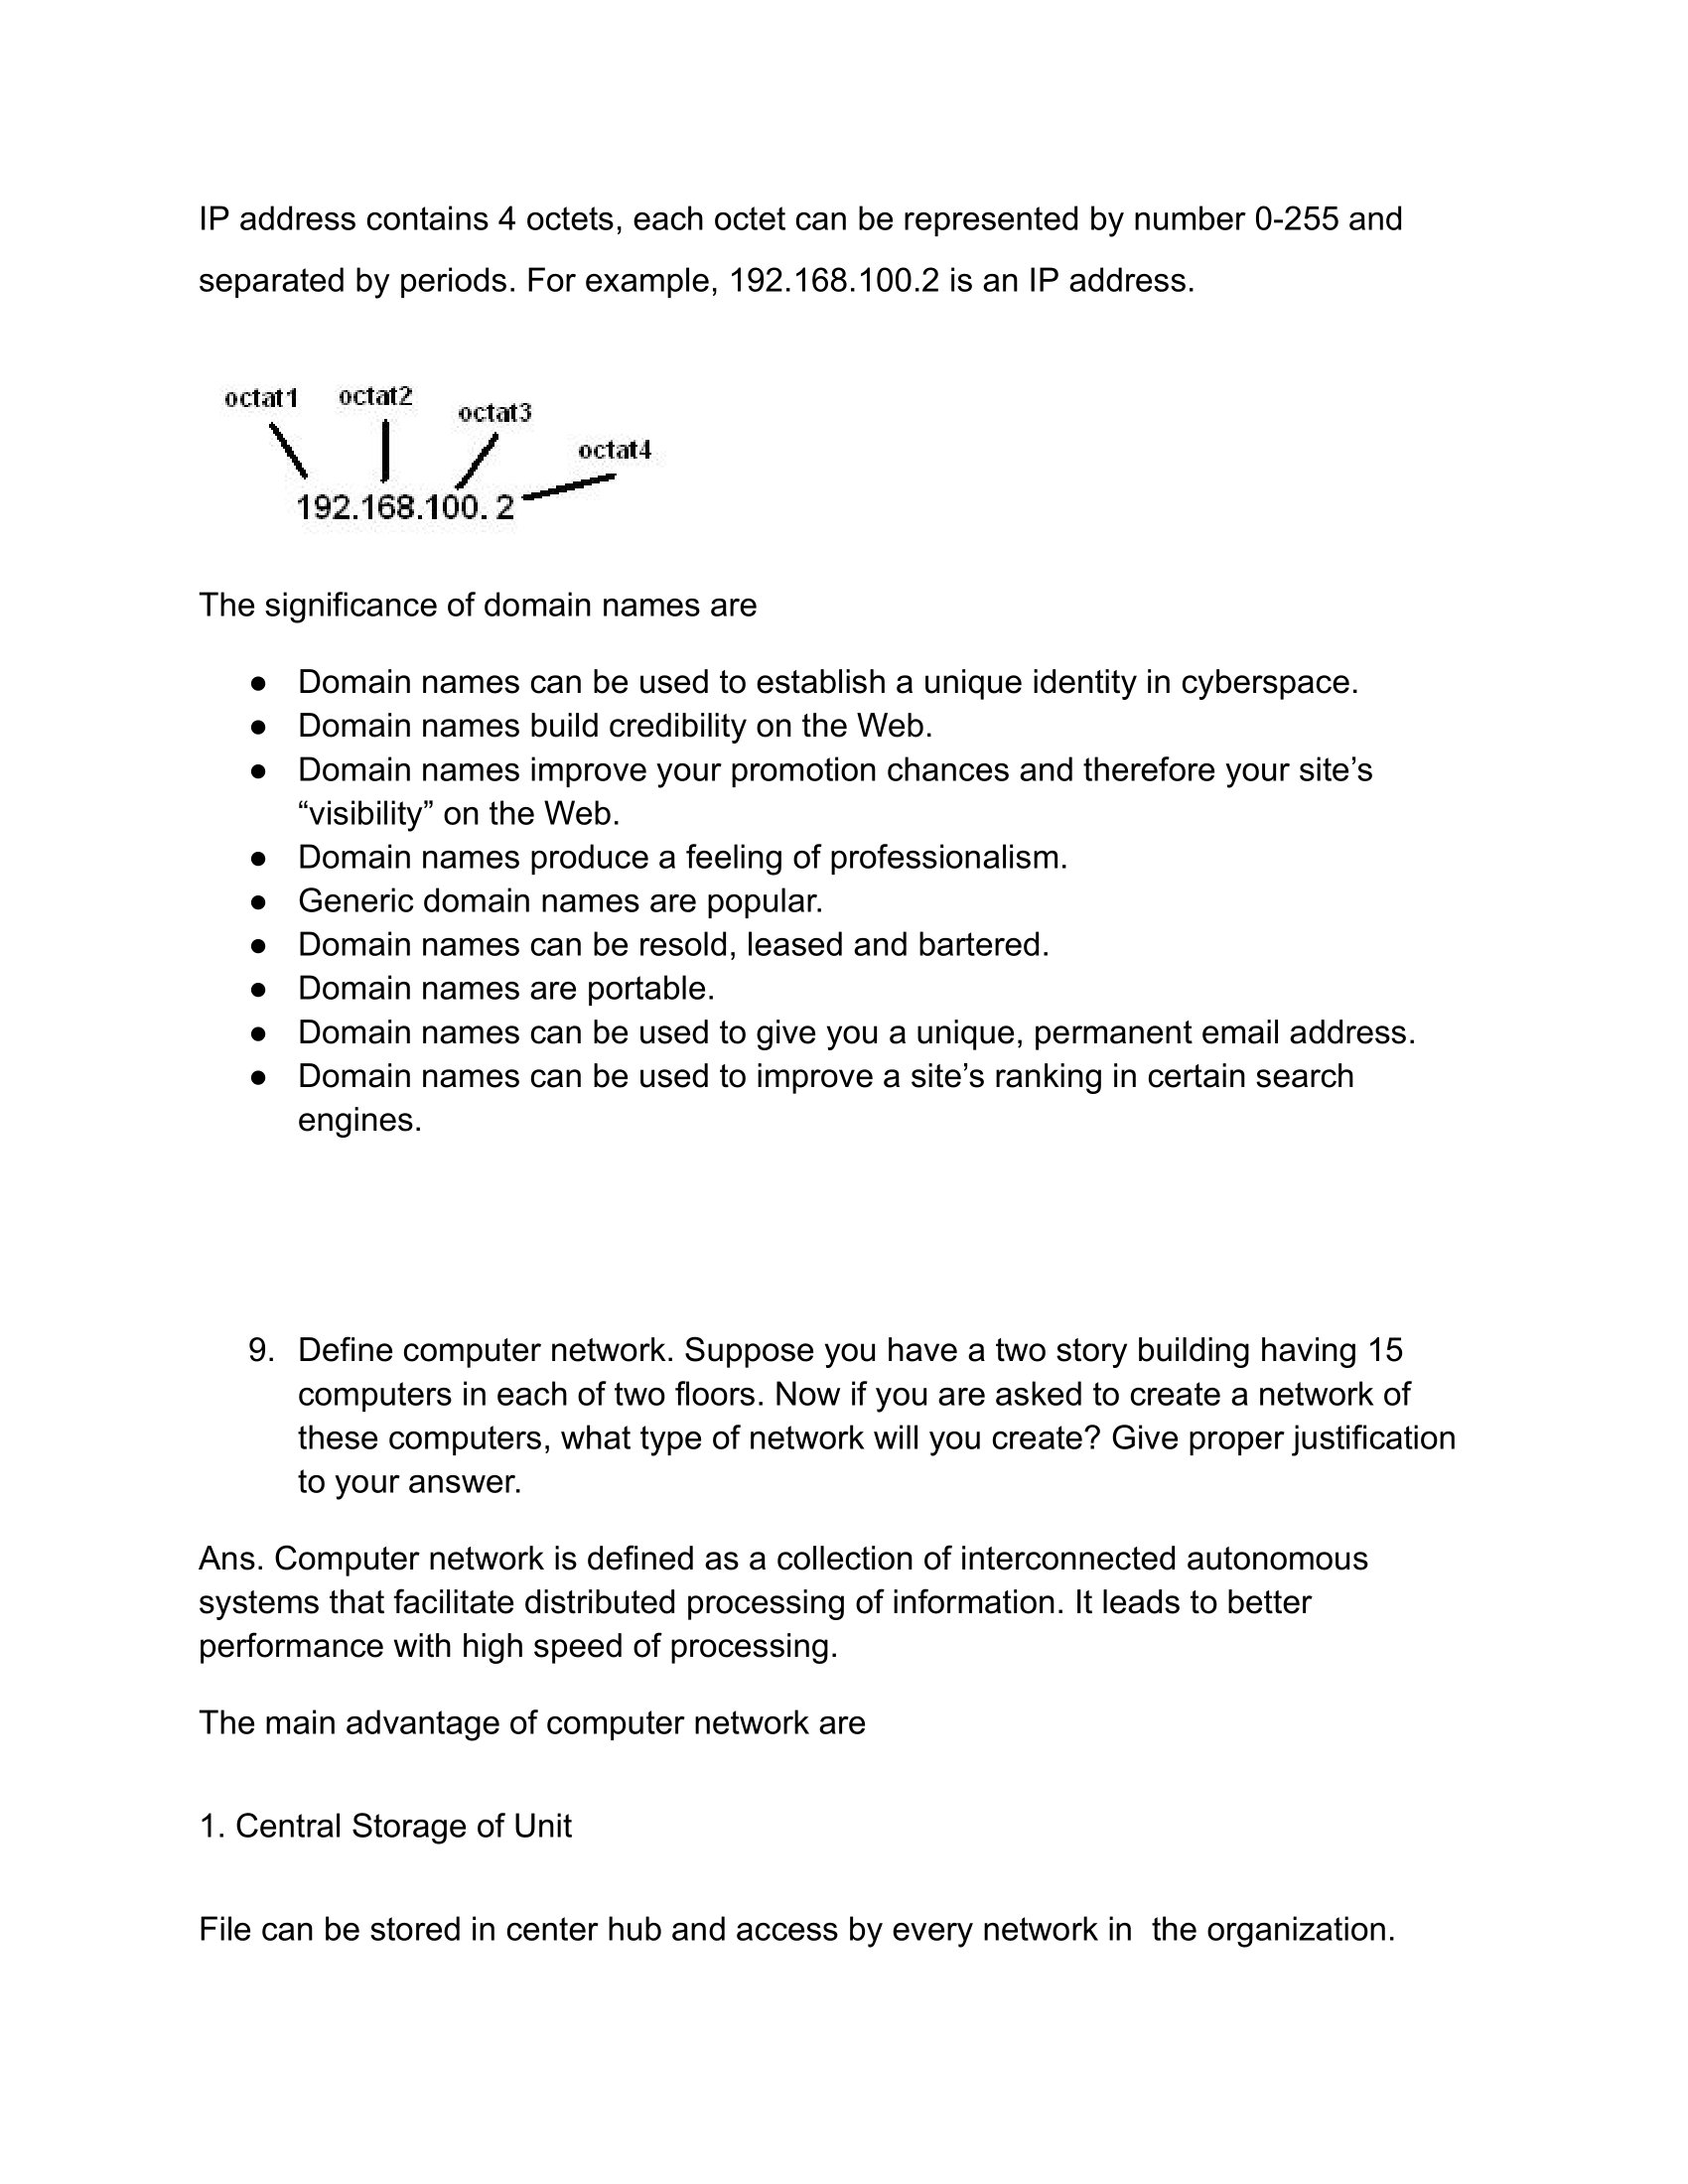 IP address contains 4 octets, each octet can be represented by number 0-255 and
separated by periods. For example, 192.168.100.2 is an IP address.
octat1 octat2
octat3
octat4
192.168.100. 2
The significance of domain names are
● Domain names can be used to establish a unique identity in cyberspace.
● Domain names build credibility on the Web.
● Domain names improve your promotion chances and therefore your site’s
“visibility” on the Web.
● Domain names produce a feeling of professionalism.
● Generic domain names are popular.
● Domain names can be resold, leased and bartered.
● Domain names are portable.
● Domain names can be used to give you a unique, permanent email address.
● Domain names can be used to improve a site’s ranking in certain search
engines.
9. Define computer network. Suppose you have a two story building having 15
computers in each of two floors. Now if you are asked to create a network of
these computers, what type of network will you create? Give proper justification
to your answer.
Ans. Computer network is defined as a collection of interconnected autonomous
systems that facilitate distributed processing of information. It leads to better
performance with high speed of processing.
The main advantage of computer network are
1. Central Storage of Unit
File can be stored in center hub and access by every network in  the organization.